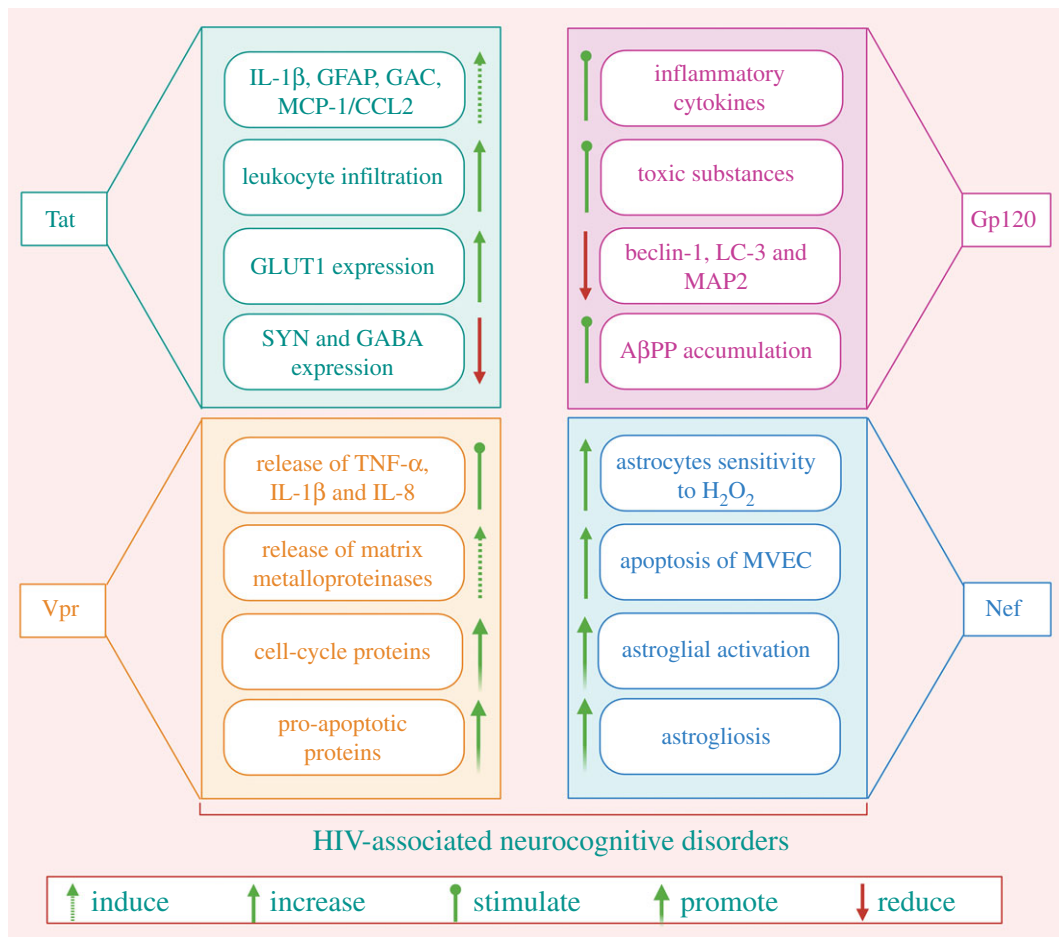 Tat
IL-1β, GFAP, GAC,
MCP-1/CCL2
leukocyte infiltration
GLUT1 expression
SYN and GABA
expression
inflammatory
cytokines
toxic substances
beclin-1, LC-3 and
MAP2
AβPP accumulation
Gp120
Vpr
release of TNF-α,
IL-1β and IL-8
release of matrix
metalloproteinases
cell-cycle proteins
pro-apoptotic
proteins
astrocytes sensitivity
to H₂O₂
apoptosis of MVEC
astroglial activation
astrogliosis
Nef
HIV-associated neurocognitive disorders
induce increase stimulate promote reduce